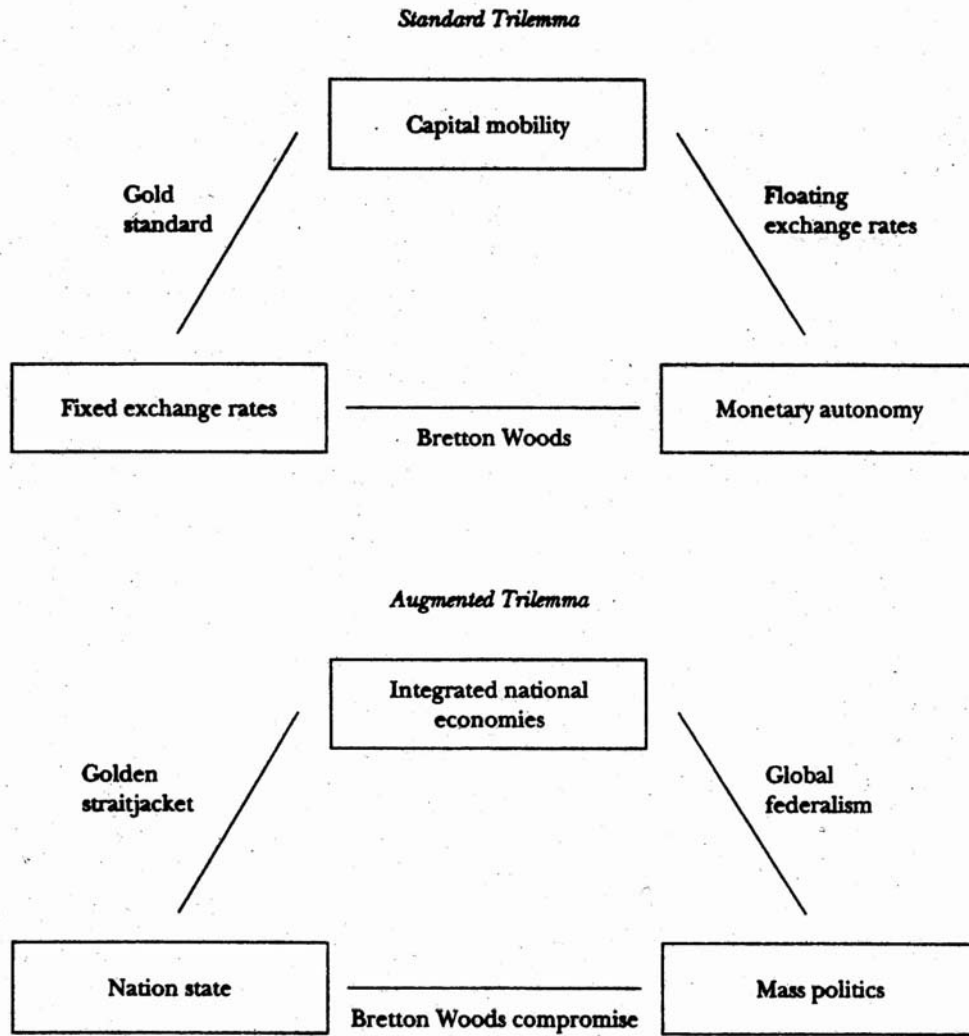 Standard Trilemma
Capital mobility
Gold
standard
Floating
exchange rates
Fixed exchange rates
Monetary autonomy
Bretton Woods
Augmented Trilemma
Integrated national
economies
Golden
straitjacket
Global
federalism
Nation state
Mass politics
Bretton Woods compromise